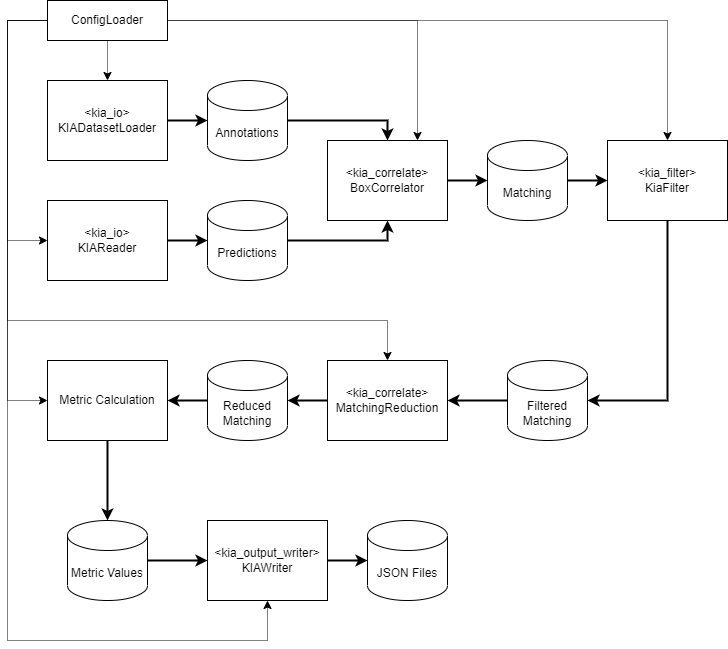 ConfigLoader
<kia_io>
KIADatasetLoader
Annotations
<kia_correlate>
BoxCorrelator
Matching
<kia_filter>
KiaFilter
<kia_io>
KIAReader
Predictions
Metric Calculation
Reduced
Matching
<kia_correlate>
MatchingReduction
Filtered
Matching
Metric Values
<kia_output_writer>
KIAWriter
JSON Files